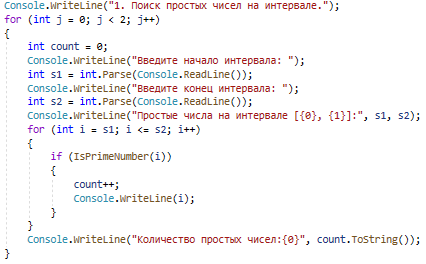 Console.WriteLine("1. Поиск простых чисел на интервале.");
for (int j = 0; j < 2; j++)
{
    int count = 0;
    Console.WriteLine("Введите начало интервала: ");
    int s1 = int.Parse(Console.ReadLine());
    Console.WriteLine("Введите конец интервала: ");
    int s2 = int.Parse(Console.ReadLine());
    Console.WriteLine("Простые числа на интервале [{0}, {1}]:", s1, s2);
    for (int i = s1; i <= s2; i++)
    {
        if (IsPrimeNumber(i))
        {
            count++;
            Console.WriteLine(i);
        }
    }
    Console.WriteLine("Количество простых чисел:{0}", count.ToString());
}